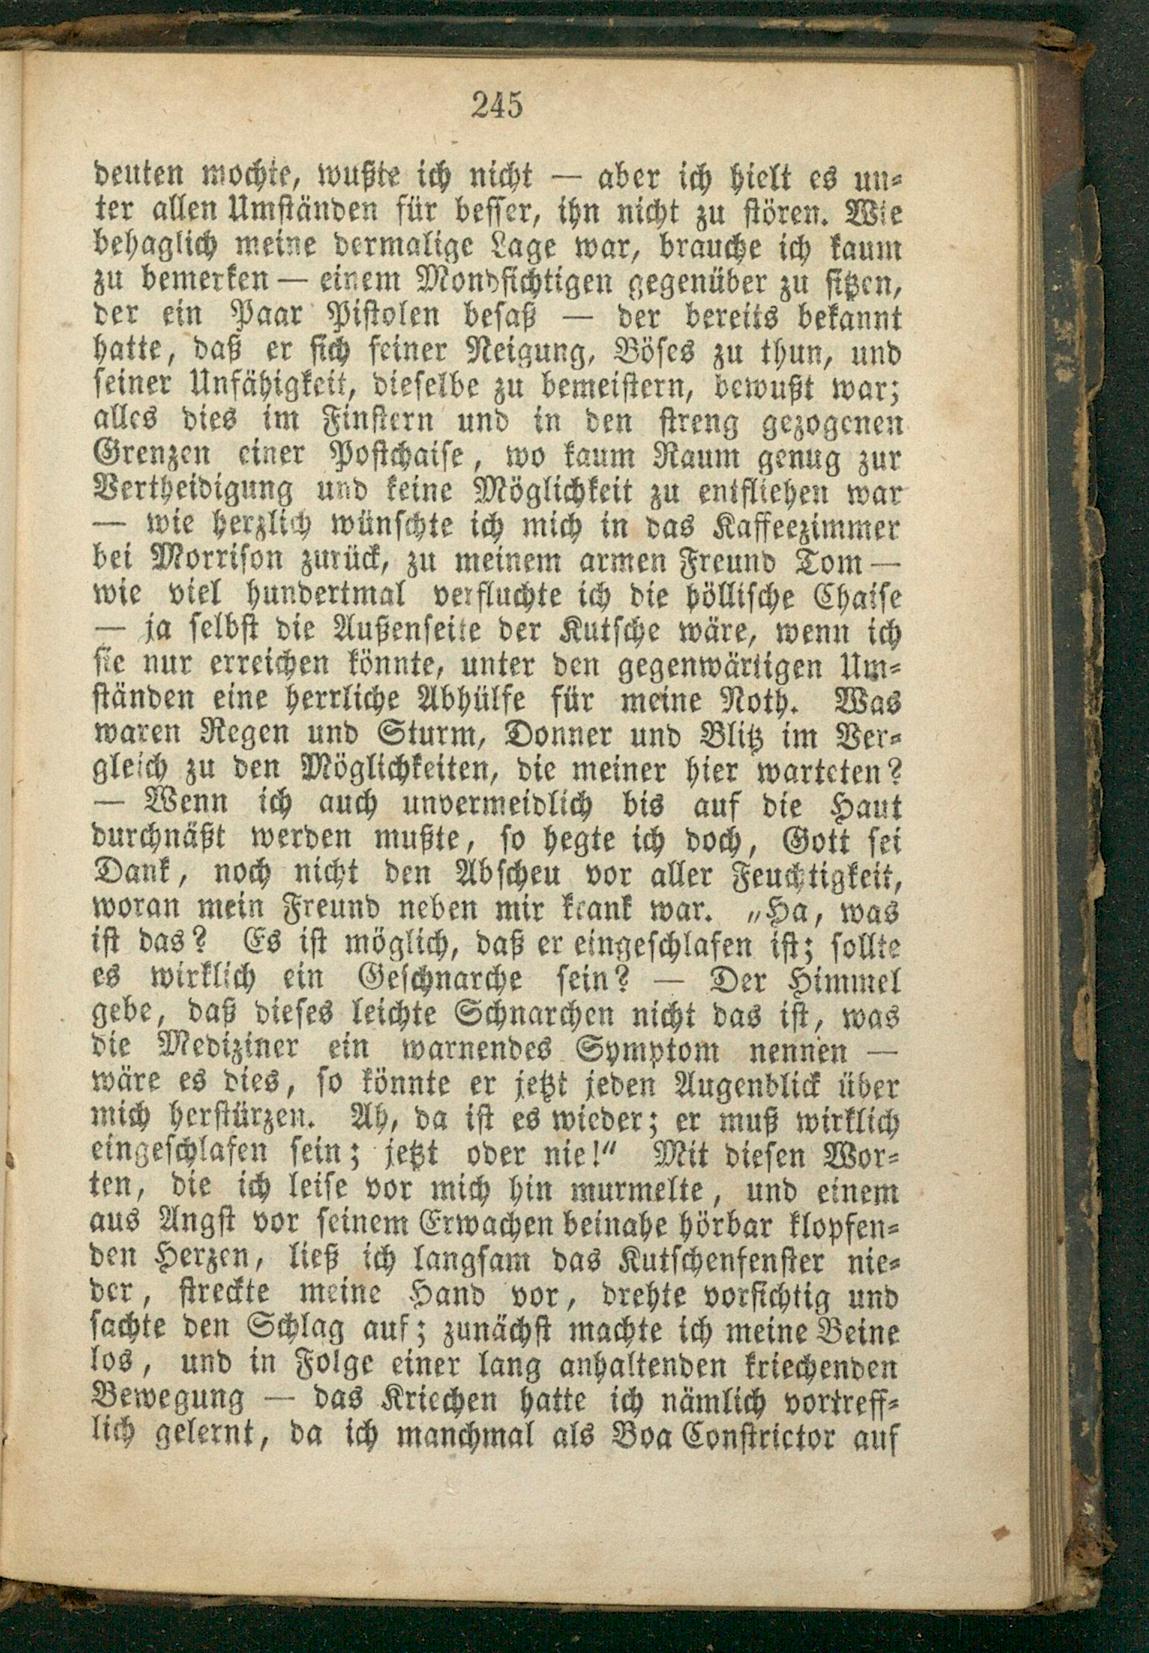 245
deuten mochte, wußte ich nicht — aber ich hielt es un-
ter allen Umständen für besser, ihn nicht zu stören. Wie
behaglich meine dermalige Lage war, brauche ich kaum
zu bemerken — einem Mondsichtigen gegenüber zu sitzen,
der ein Paar Pistolen besaß — der bereits bekannt
hatte, daß er sich seiner Neigung, Böses zu thun, und
seiner Unfähigkeit, dieselbe zu bemeistern, bewußt war;
alles dies im Finstern und in den streng gezogenen
Grenzen einer Postchaise, wo kaum Raum genug zur
Vertheidigung und keine Möglichkeit zu entfliehen war
— wie herzlich wünschte ich mich in das Kaffeezimmer
bei Morrison zurück, zu meinem armen Freund Tom —
wie viel hundertmal verfluchte ich die höllische Chaise
— ja selbst die Außenseite der Kutsche wäre, wenn ich
sie nur erreichen könnte, unter den gegenwärtigen Um-
ständen eine herrliche Abhülfe für meine Noth. Was
waren Regen und Sturm, Donner und Blitz im Ver-
gleich zu den Möglichkeiten, die meiner hier warteten?
— Wenn ich auch unvermeidlich bis auf die Haut
durchnäßt werden mußte, so hegte ich doch, Gott sei
Dank, noch nicht den Abscheu vor aller Feuchtigkeit,
woran mein Freund neben mir krank war. „Ha, was
ist das? Es ist möglich, daß er eingeschlafen ist; sollte
es wirklich ein Geschnarche sein? — Der Himmel
gebe, daß dieses leichte Schnarchen nicht das ist, was
die Mediziner ein warnendes Symptom nennen —
wäre es dies, so könnte er jetzt jeden Augenblick über
mich herstürzen. Ah, da ist es wieder; er muß wirklich
eingeschlafen sein; jetzt oder nie!“ Mit diesen Wor-
ten, die ich leise vor mich hin murmelte, und einem
aus Angst vor seinem Erwachen beinahe hörbar klopfen-
den Herzen, ließ ich langsam das Kutschenfenster nie-
der, streckte meine Hand vor, drehte vorsichtig und
sachte den Schlag auf; zunächst machte ich meine Beine
los, und in Folge einer lang anhaltenden kriechenden
Bewegung — das Kriechen hatte ich nämlich vortreff-
lich gelernt, da ich manchmal als Boa Constrictor auf